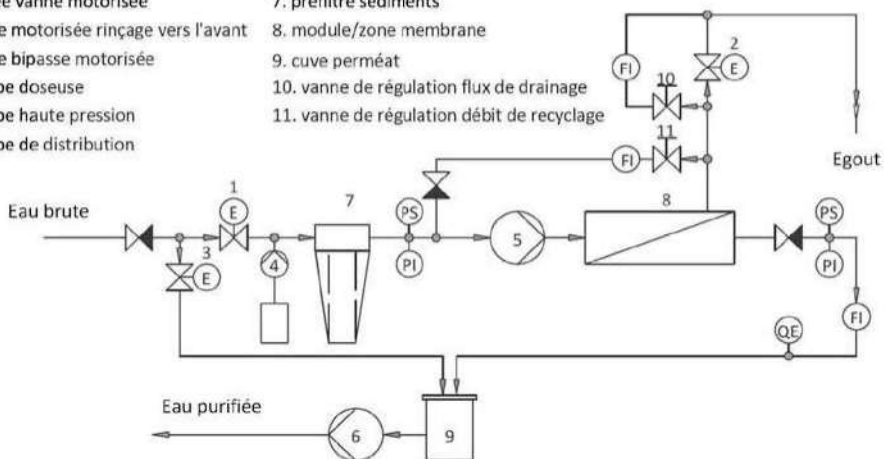 vanne motorisée
7. préfiltre sédiments
motorisée rinçage vers l'avant
8. module/zone membrane
bipasse motorisée
9. cuve perméat
doseuse
10. vanne de régulation flux de drainage
haute pression
11. vanne de régulation débit de recyclage
de distribution
2
FI
E
10
11
FI
Egout
1
Eau brute
E
7
8
PS
PS
3
4
5
E
PI
PI
FI
QE
Eau purifiée
6
9